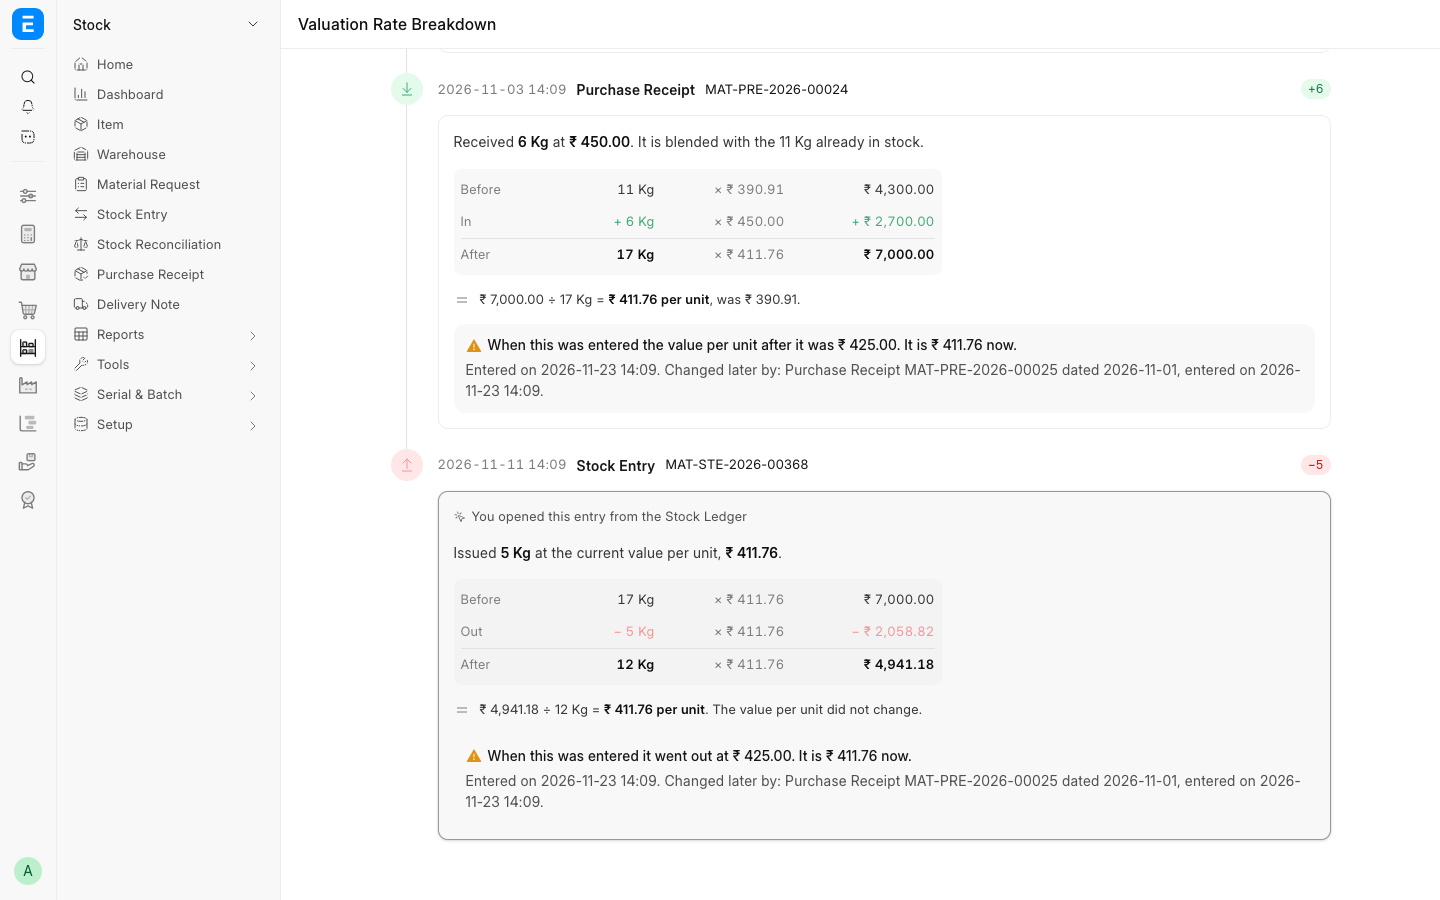 Stock
Home
Dashboard
Item
Warehouse
Material Request
Stock Entry
Stock Reconciliation
Purchase Receipt
Delivery Note
Reports
Tools
Serial & Batch
Setup
A
Valuation Rate Breakdown
2026-11-03 14:09 Purchase Receipt MAT-PRE-2026-00024 +6
Received 6 Kg at ₹ 450.00. It is blended with the 11 Kg already in stock.
Before 11 Kg × ₹ 390.91 ₹ 4,300.00
In + 6 Kg × ₹ 450.00 + ₹ 2,700.00
After 17 Kg × ₹ 411.76 ₹ 7,000.00
= ₹ 7,000.00 ÷ 17 Kg = ₹ 411.76 per unit, was ₹ 390.91.
When this was entered the value per unit after it was ₹ 425.00. It is ₹ 411.76 now.
Entered on 2026-11-23 14:09. Changed later by: Purchase Receipt MAT-PRE-2026-00025 dated 2026-11-01, entered on 2026-
11-23 14:09.
2026-11-11 14:09 Stock Entry MAT-STE-2026-00368 −5
You opened this entry from the Stock Ledger
Issued 5 Kg at the current value per unit, ₹ 411.76.
Before 17 Kg × ₹ 411.76 ₹ 7,000.00
Out − 5 Kg × ₹ 411.76 − ₹ 2,058.82
After 12 Kg × ₹ 411.76 ₹ 4,941.18
= ₹ 4,941.18 ÷ 12 Kg = ₹ 411.76 per unit. The value per unit did not change.
When this was entered it went out at ₹ 425.00. It is ₹ 411.76 now.
Entered on 2026-11-23 14:09. Changed later by: Purchase Receipt MAT-PRE-2026-00025 dated 2026-11-01, entered on 2026-
11-23 14:09.